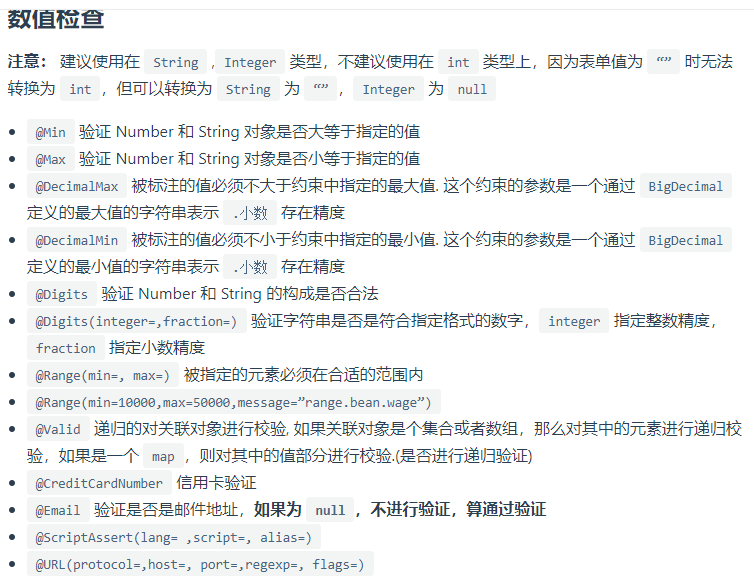 数值检查
注意： 建议使用在 String , Integer 类型，不建议使用在 int 类型上，因为表单值为 “” 时无法
转换为 int ，但可以转换为 String 为 “” ， Integer 为 null
@Min 验证 Number 和 String 对象是否大等于指定的值
@Max 验证 Number 和 String 对象是否小等于指定的值
@DecimalMax 被标注的值必须不大于约束中指定的最大值. 这个约束的参数是一个通过 BigDecimal
定义的最大值的字符串表示 .小数 存在精度
@DecimalMin 被标注的值必须不小于约束中指定的最小值. 这个约束的参数是一个通过 BigDecimal
定义的最小值的字符串表示 .小数 存在精度
@Digits 验证 Number 和 String 的构成是否合法
@Digits(integer=,fraction=) 验证字符串是否是符合指定格式的数字， integer 指定整数精度，
fraction 指定小数精度
@Range(min=, max=) 被指定的元素必须在合适的范围内
@Range(min=10000,max=50000,message=”range.bean.wage”)
@Valid 递归的对关联对象进行校验, 如果关联对象是个集合或者数组，那么对其中的元素进行递归校
验，如果是一个 map ，则对其中的值部分进行校验.(是否进行递归验证)
@CreditCardNumber 信用卡验证
@Email 验证是否是邮件地址，如果为 null ，不进行验证，算通过验证
@ScriptAssert(lang= ,script=, alias=)
@URL(protocol=,host=, port=,regexp=, flags=)